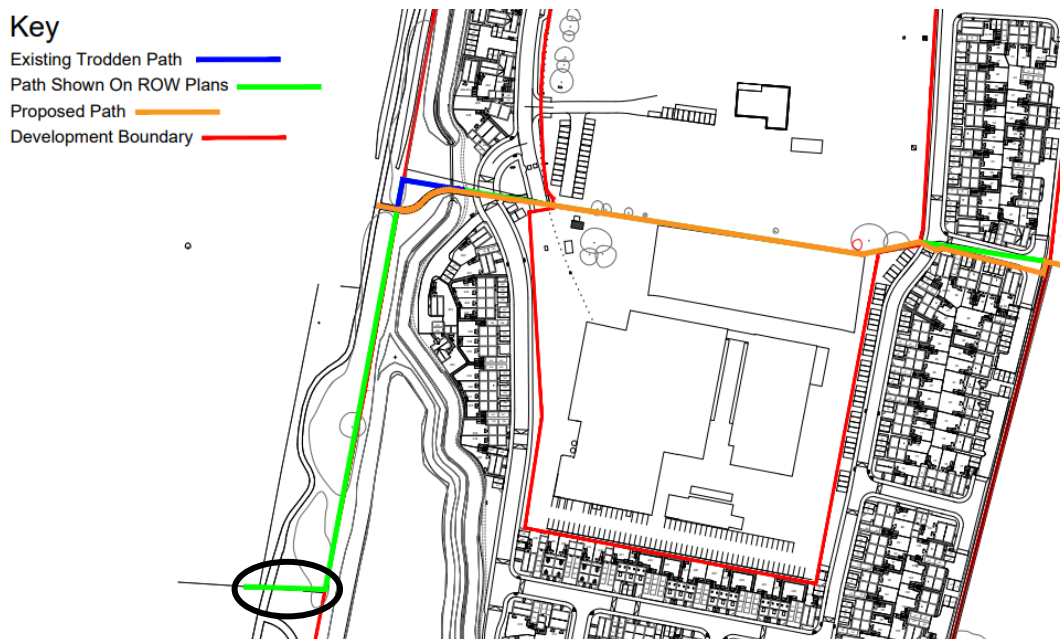 Key
Existing Trodden Path
Path Shown On ROW Plans
Proposed Path
Development Boundary